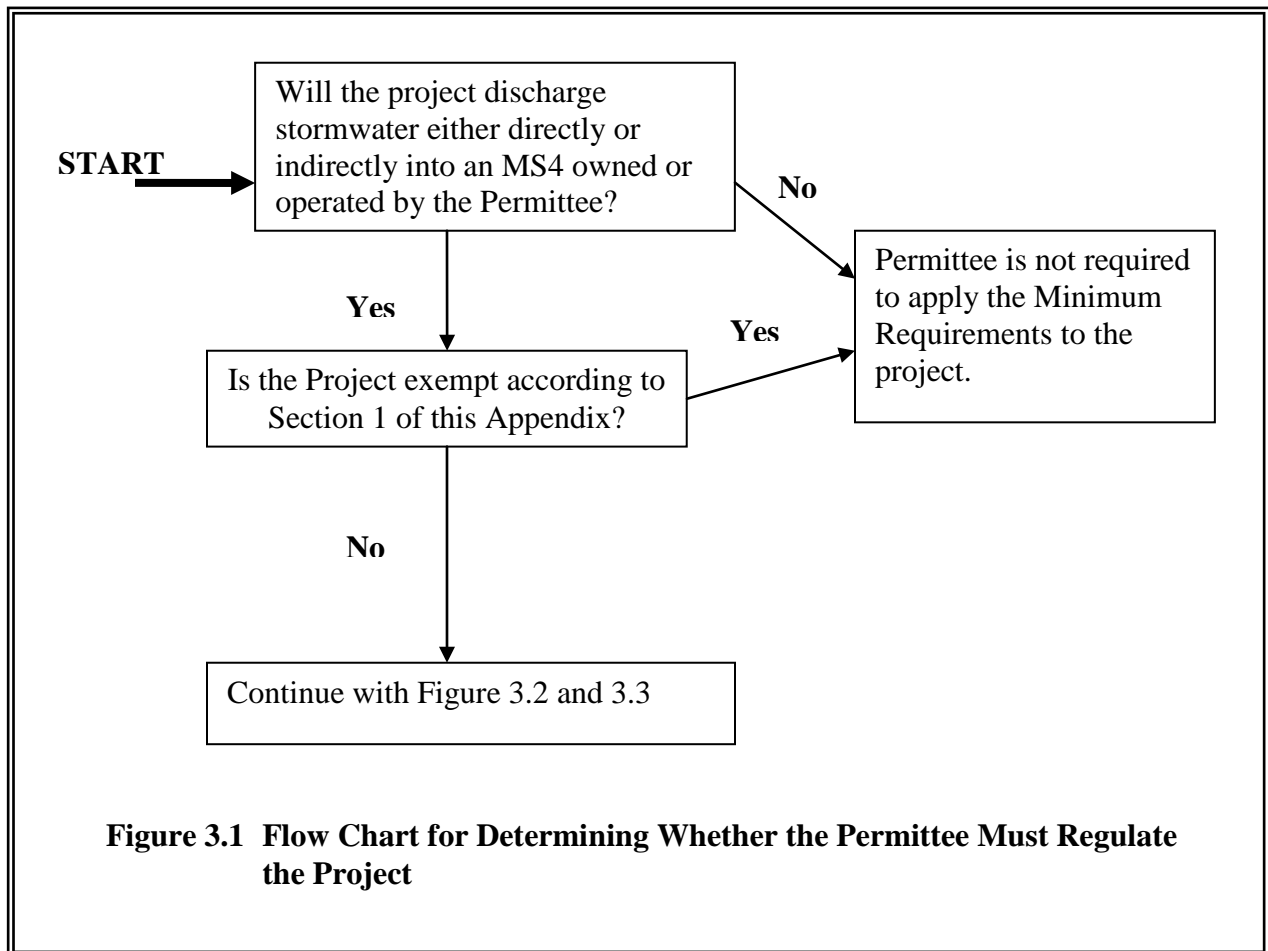 Will the project discharge
stormwater either directly or
indirectly into an MS4 owned or
operated by the Permittee?
START
No
Permittee is not required
to apply the Minimum
Requirements to the
project.
Yes
Yes
Is the Project exempt according to
Section 1 of this Appendix?
No
Continue with Figure 3.2 and 3.3
Figure 3.1 Flow Chart for Determining Whether the Permittee Must Regulate
the Project